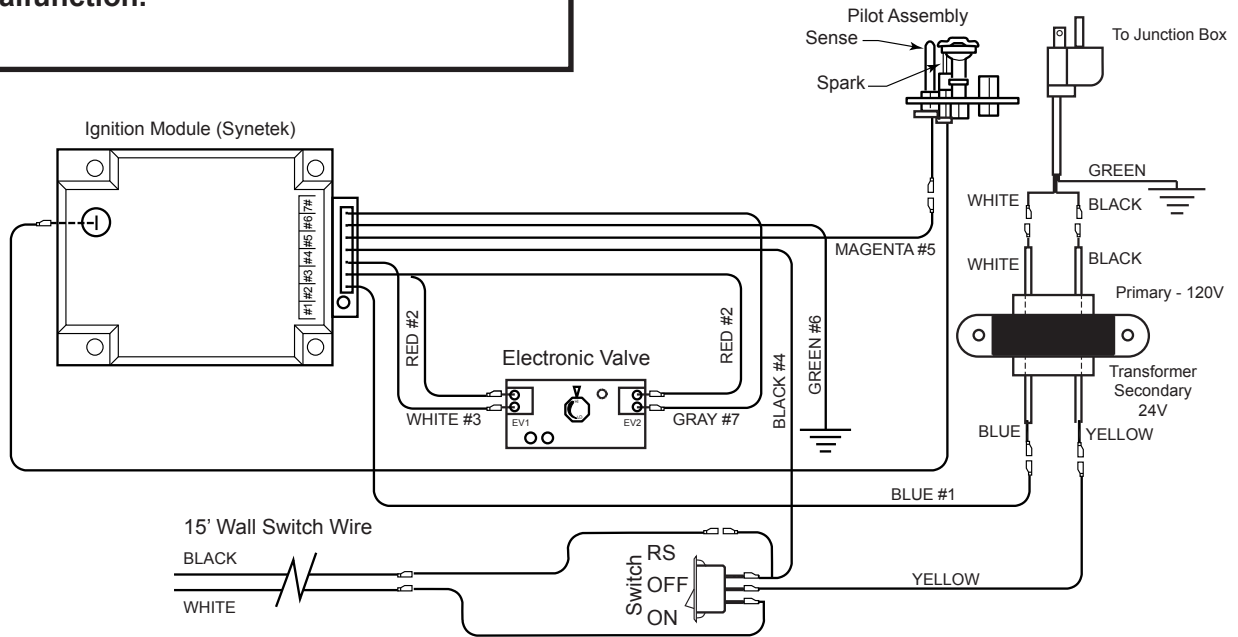 alfunction.
Pilot Assembly
Sense
Spark
To Junction Box
Ignition Module (Synetek)
#1 #2 #3 #4 #5 #6 7#
GREEN
WHITE
BLACK
MAGENTA #5
WHITE
BLACK
Primary - 120V
Transformer
Secondary
24V
RED #2
Electronic Valve
RED #2
BLACK #4
GREEN #6
WHITE #3
EV1
EV2
GRAY #7
BLUE
YELLOW
BLUE #1
15' Wall Switch Wire
BLACK
WHITE
Switch
RS
OFF
ON
YELLOW